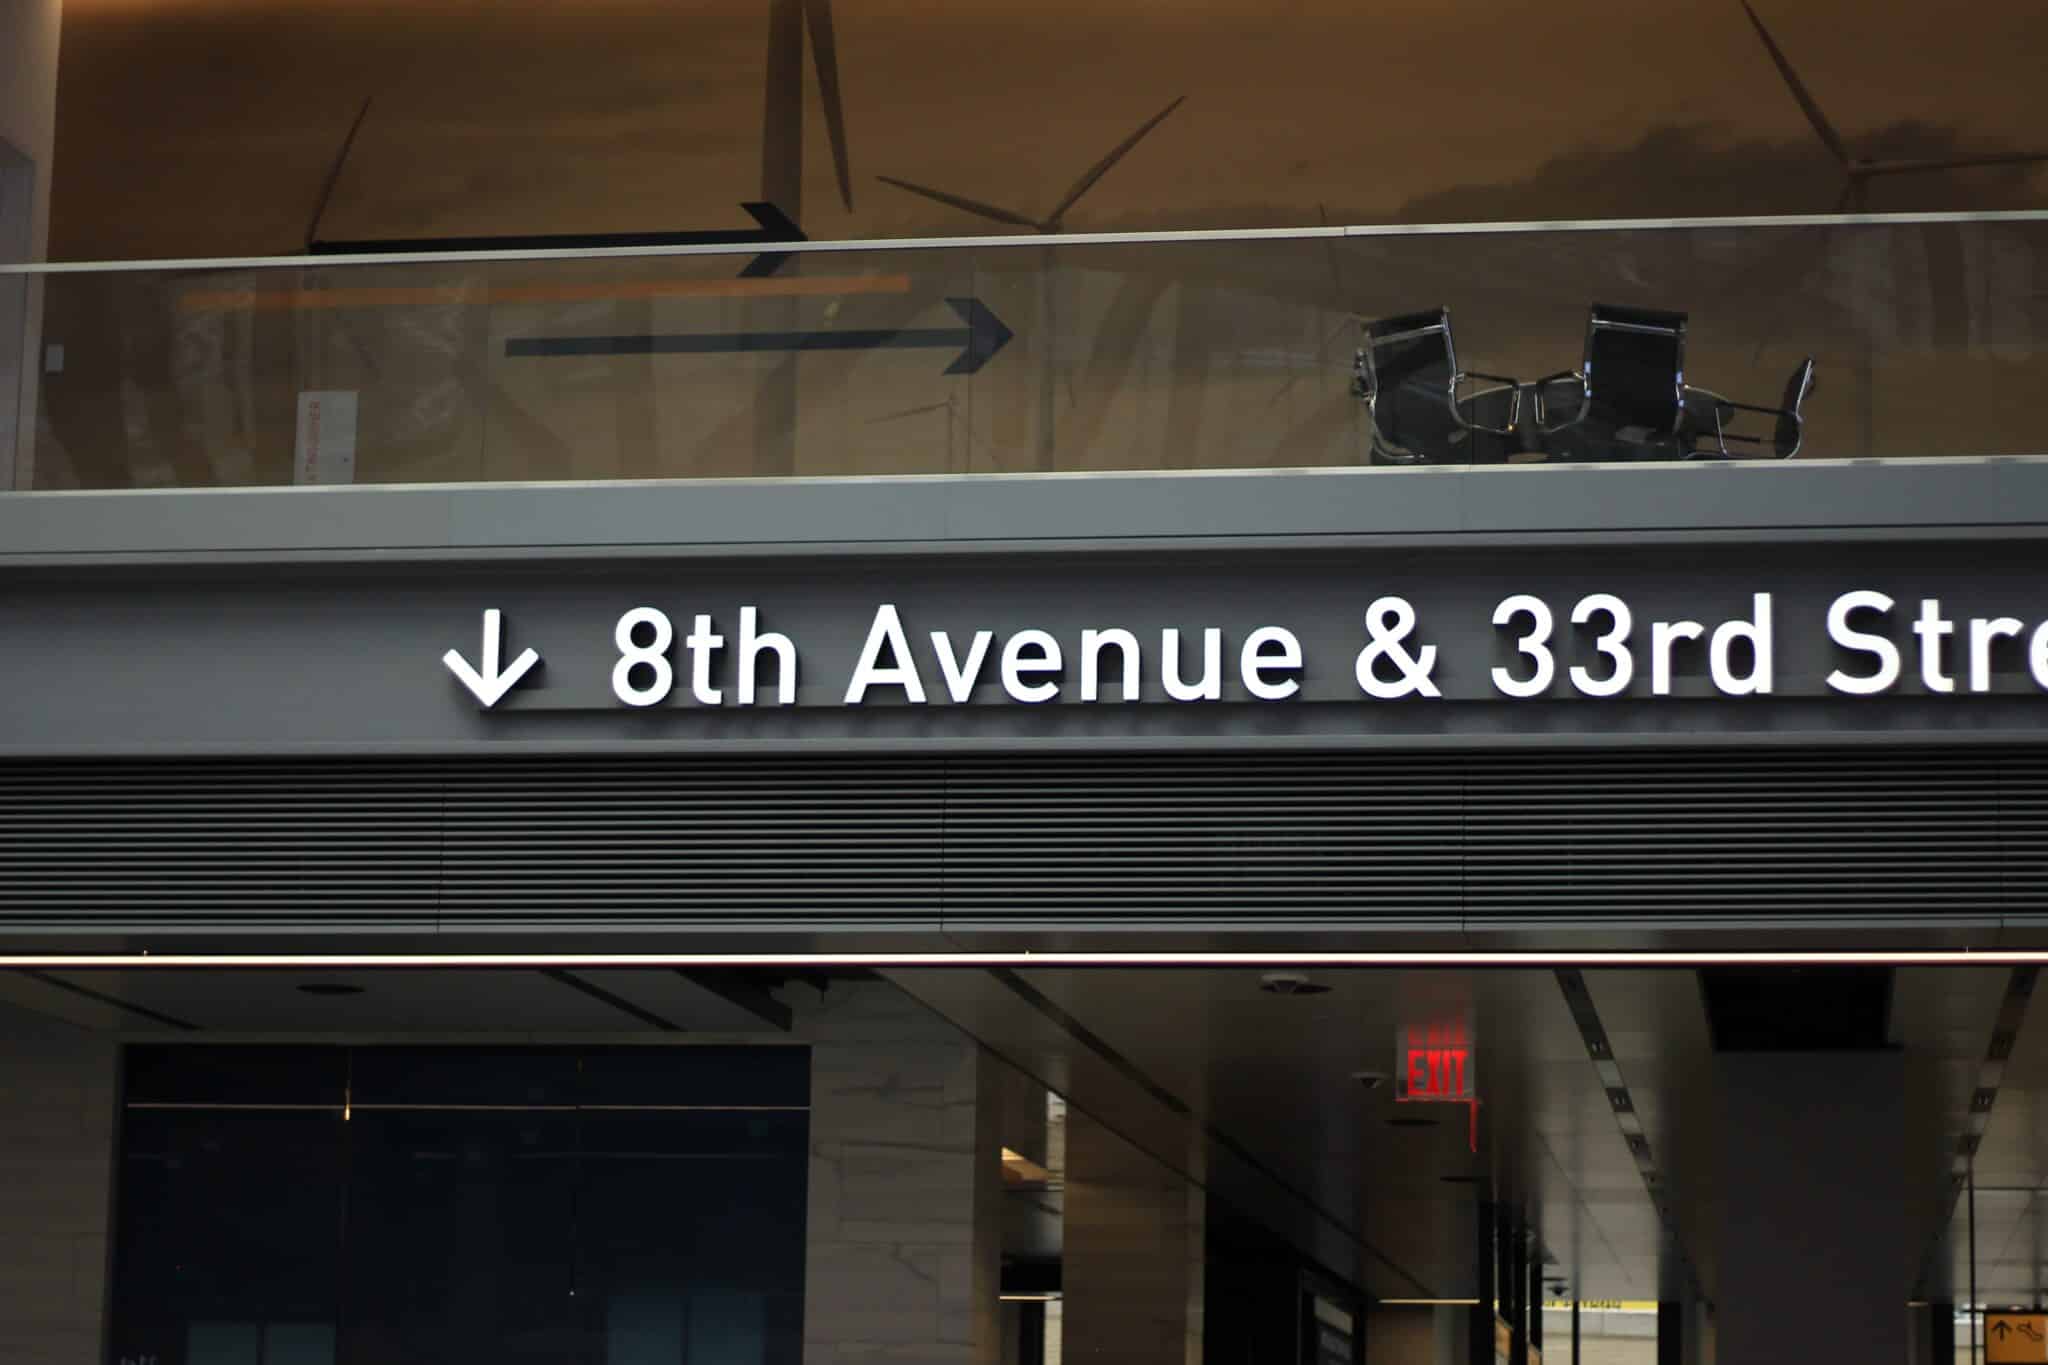 ↓ 8th Avenue & 33rd Stre
EXIT